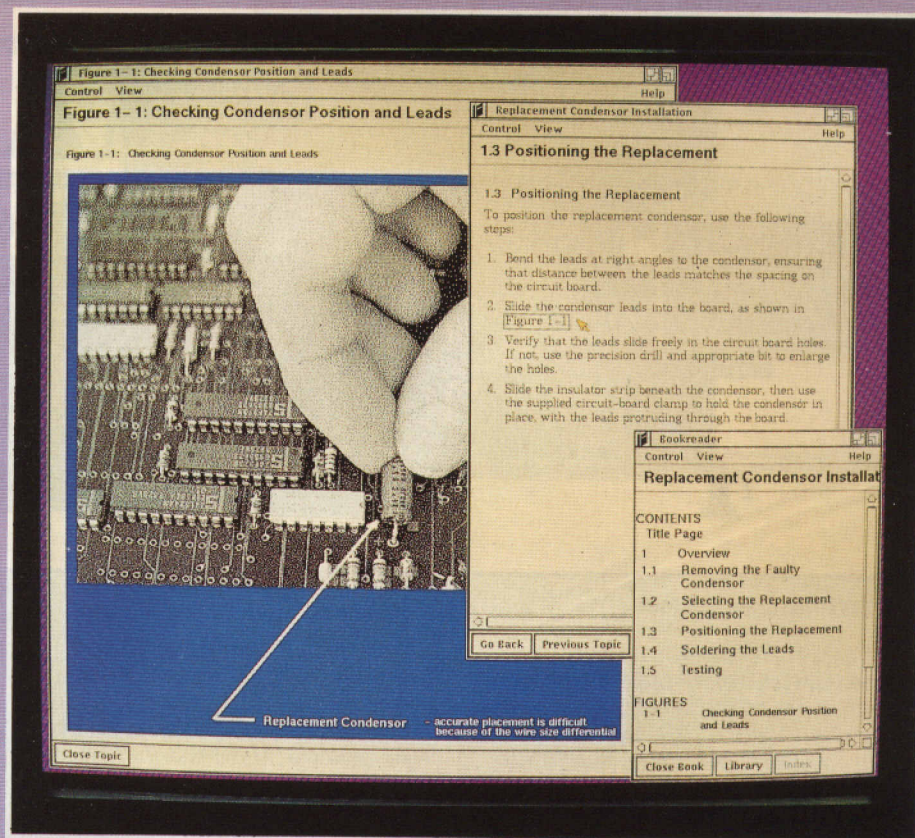 Figure 1-1: Checking Condensor Position and Leads
Control View Help
Figure 1-1: Checking Condensor Position and Leads
Figure 1-1: Checking Condensor Position and Leads
Replacement Condensor
- accurate placement is difficult
because of the wire size differential
Close Topic
Replacement Condensor Installation
Control View Help
1.3 Positioning the Replacement
1.3 Positioning the Replacement
To position the replacement condensor, use the following
steps:
1. Bend the leads at right angles to the condensor, ensuring
that distance between the leads matches the spacing on
the circuit board.
2. Slide the condensor leads into the board, as shown in
Figure 1-1
3 Verify that the leads slide freely in the circuit board holes.
If not, use the precision drill and appropriate bit to enlarge
the holes.
4. Slide the insulator strip beneath the condensor, then use
the supplied circuit-board clamp to hold the condensor in
place, with the leads protruding through the board.
Go Back Previous Topic
Bookreader
Control View Help
Replacement Condensor Installat
CONTENTS
Title Page
1 Overview
1.1 Removing the Faulty
Condensor
1.2 Selecting the Replacement
Condensor
1.3 Positioning the Replacement
1.4 Soldering the Leads
1.5 Testing
FIGURES
1-1 Checking Condensor Position
and Leads
Close Book Library Index